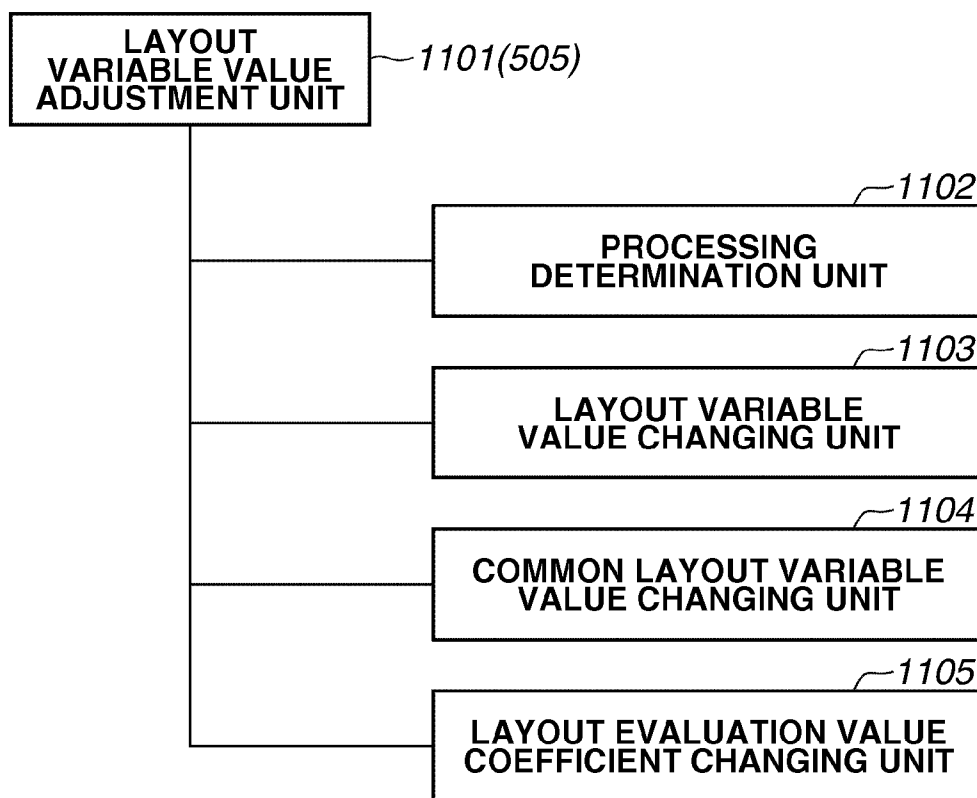 LAYOUT
VARIABLE VALUE
ADJUSTMENT UNIT
1101(505)
1102
PROCESSING
DETERMINATION UNIT
1103
LAYOUT VARIABLE
VALUE CHANGING UNIT
1104
COMMON LAYOUT VARIABLE
VALUE CHANGING UNIT
1105
LAYOUT EVALUATION VALUE
COEFFICIENT CHANGING UNIT